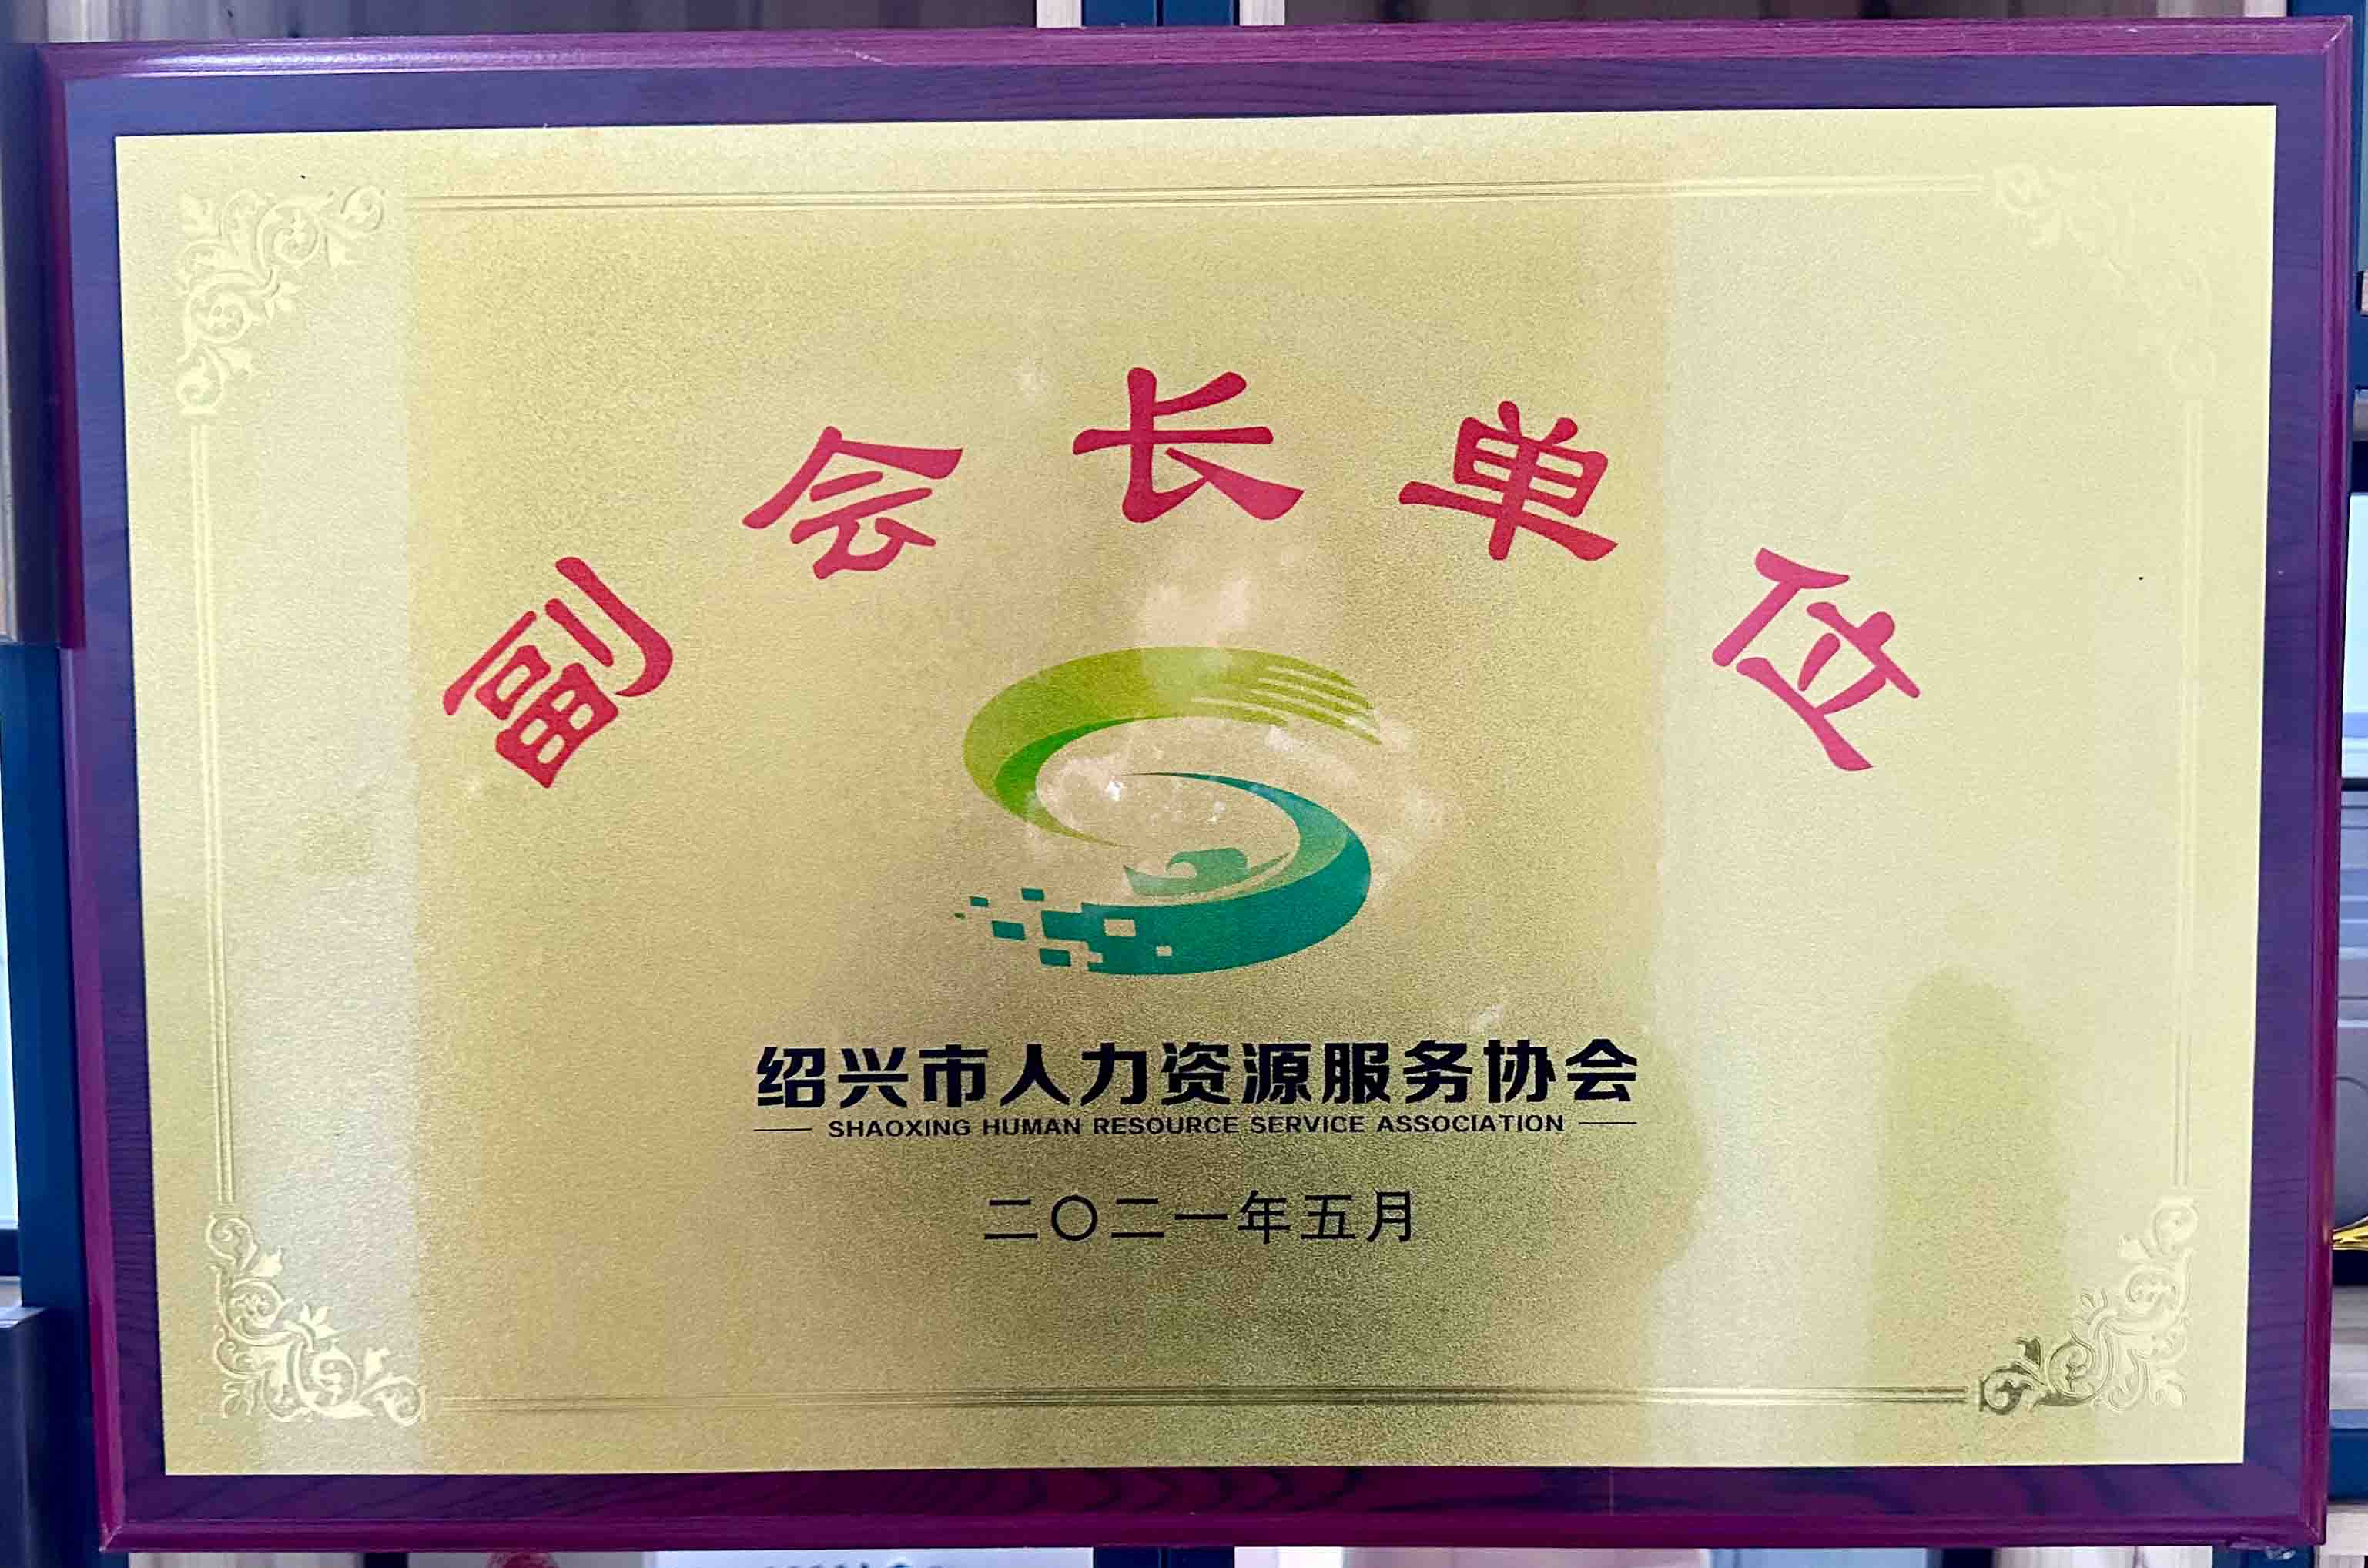 副会长单位
绍兴市人力资源服务协会
SHAOXING HUMAN RESOURCE SERVICE ASSOCIATION
二〇二一年五月